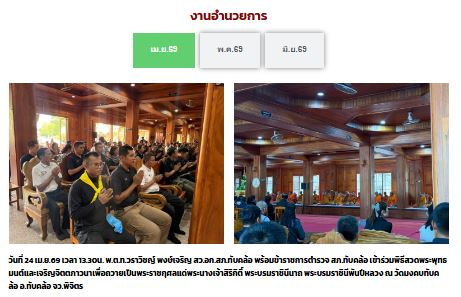 งานอำนวยการ
เม.ย.69
พ.ค.69
มิ.ย.69
วันที่ 24 เม.ย.69 เวลา 13.30น. พ.ต.ท.วราวิชญ์ พงษ์เจริญ สว.อก.สภ.ทับคล้อ พร้อมข้าราชการตำรวจ สภ.ทับคล้อ เข้าร่วมพิธีสวดพระพุทธ
มนต์และเจริญจิตตภาวนาเพื่อถวายเป็นพระราชกุศลแด่พระนางเจ้าสิริกิติ์ พระบรมราชินีนาถ พระบรมราชินีพันปีหลวง ณ วัดมงคบทับค
ล้อ อ.ทับคล้อ จว.พิจิตร